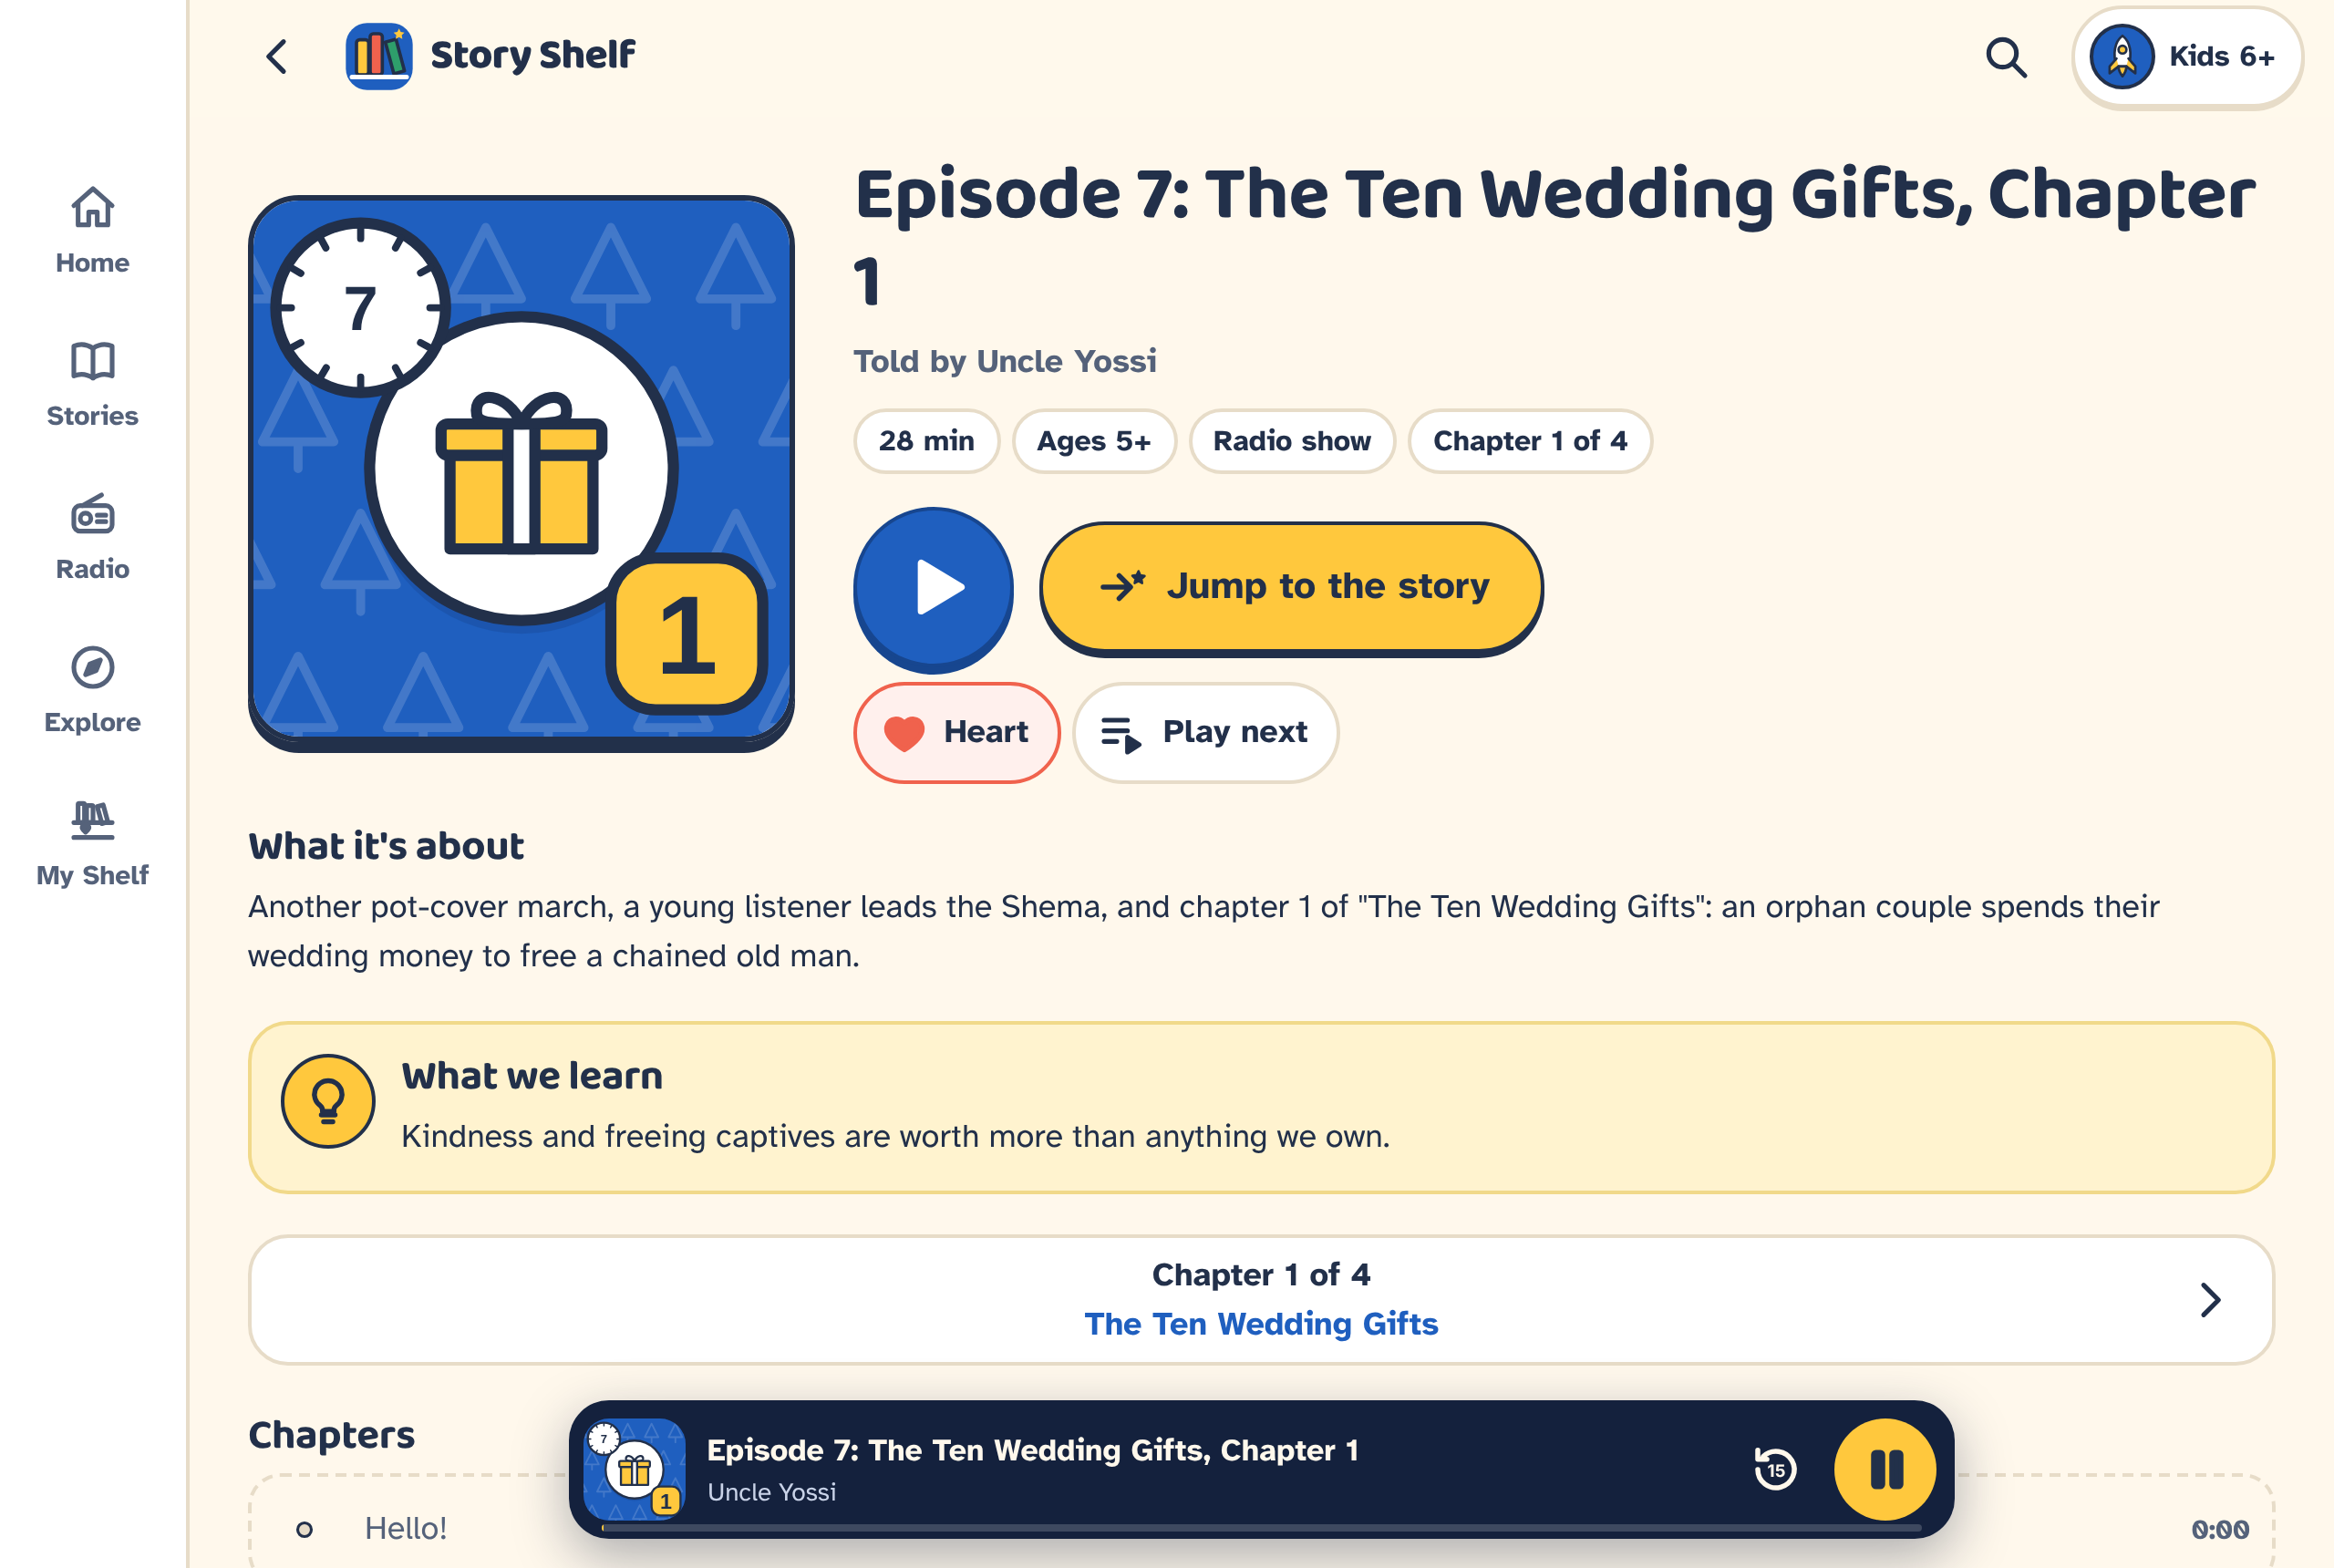 Story Shelf
Kids 6+
Home
Stories
Radio
Explore
My Shelf
7
1
Episode 7: The Ten Wedding Gifts, Chapter
1
Told by Uncle Yossi
28 min
Ages 5+
Radio show
Chapter 1 of 4
Jump to the story
Heart
Play next
What it's about
Another pot-cover march, a young listener leads the Shema, and chapter 1 of "The Ten Wedding Gifts": an orphan couple spends their
wedding money to free a chained old man.
What we learn
Kindness and freeing captives are worth more than anything we own.
Chapter 1 of 4
The Ten Wedding Gifts
Chapters
Hello!
0:00
7
1
Episode 7: The Ten Wedding Gifts, Chapter 1
Uncle Yossi
15